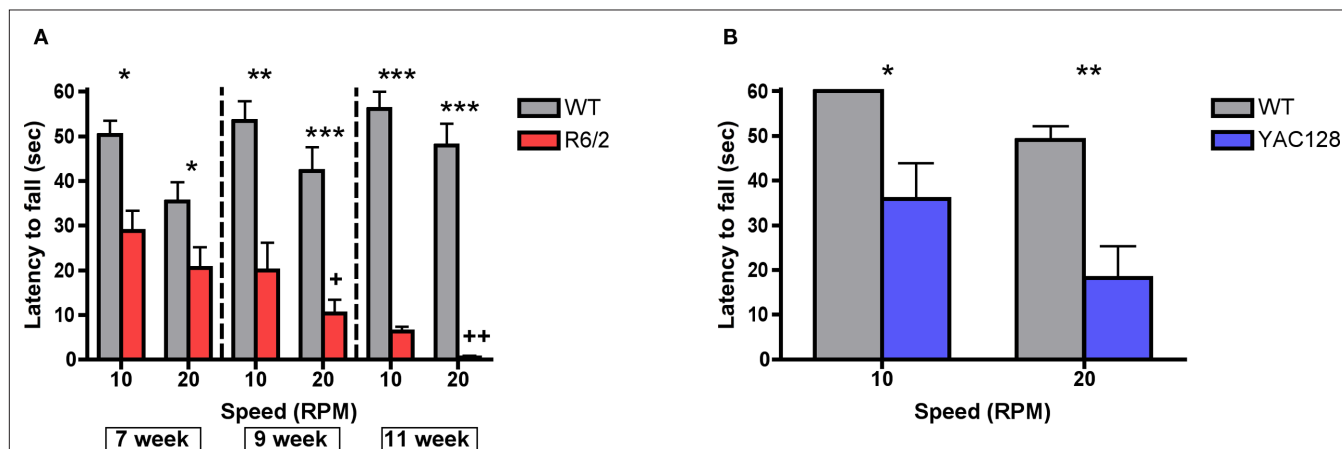 A
* ** ***
* *** ***
+ ++
Latency to fall (sec)
60
50
40
30
20
10
0
10 20 10 20 10 20
Speed (RPM)
7 week 9 week 11 week
WT
R6/2
B
* **
Latency to fall (sec)
60
50
40
30
20
10
0
10 20
Speed (RPM)
WT
YAC128